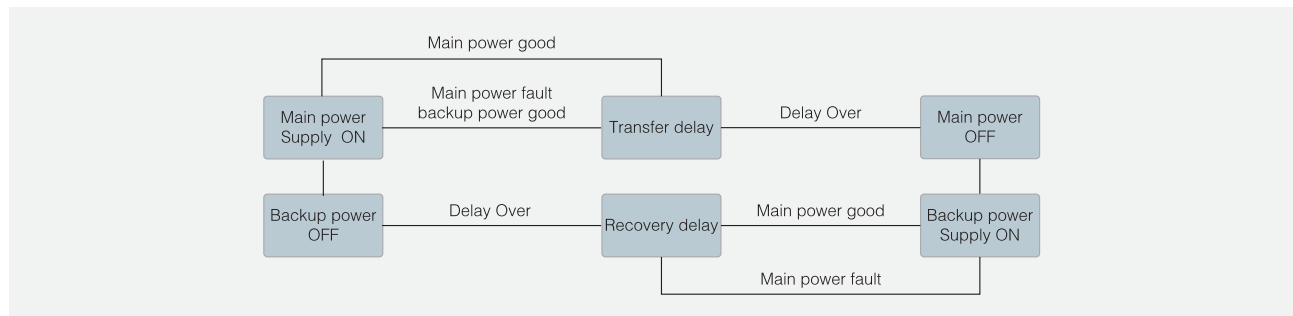 Main power good
Main power fault
backup power good
Main power
Supply ON
Transfer delay
Delay Over
Main power
OFF
Backup power
OFF
Delay Over
Recovery delay
Main power good
Backup power
Supply ON
Main power fault